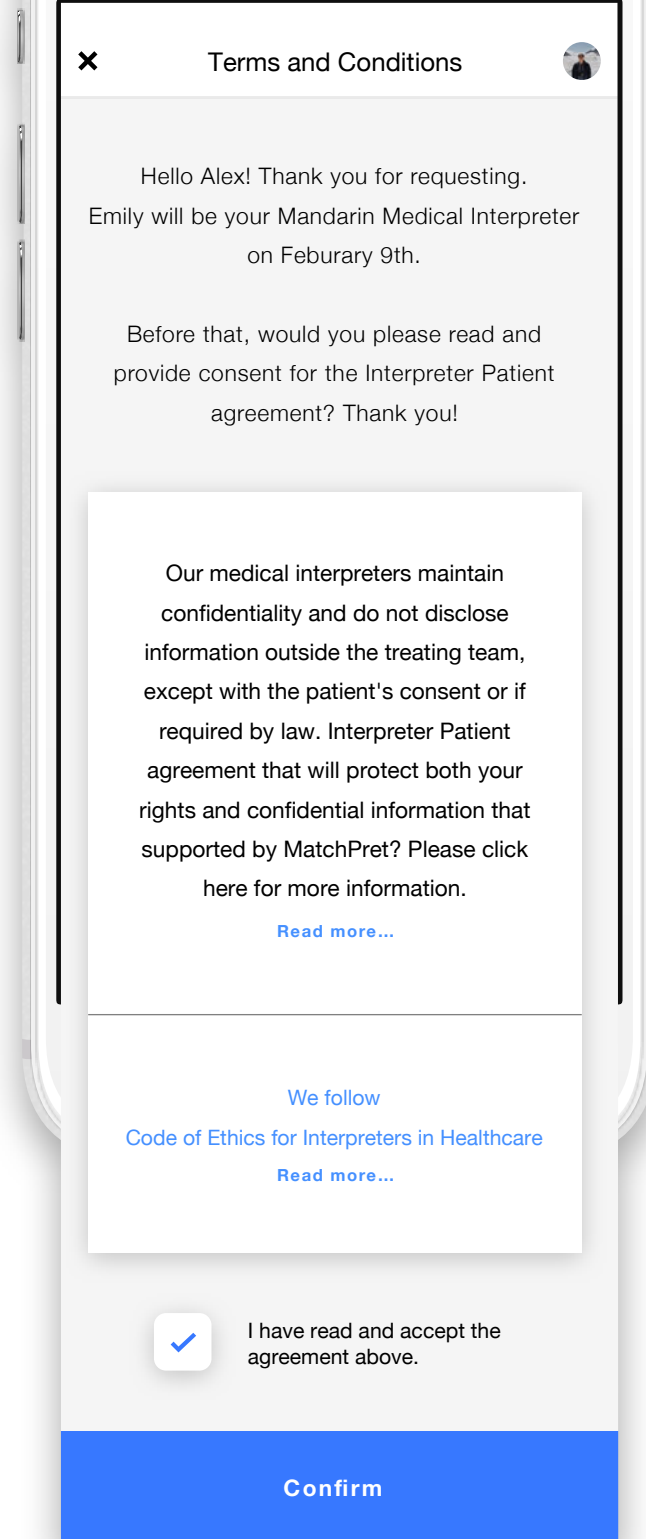 Terms and Conditions
Hello Alex! Thank you for requesting.
Emily will be your Mandarin Medical Interpreter
on Feburary 9th.
Before that, would you please read and
provide consent for the Interpreter Patient
agreement? Thank you!
Our medical interpreters maintain
confidentiality and do not disclose
information outside the treating team,
except with the patient's consent or if
required by law. Interpreter Patient
agreement that will protect both your
rights and confidential information that
supported by MatchPret? Please click
here for more information.
Read more...
We follow
Code of Ethics for Interpreters in Healthcare
Read more...
I have read and accept the
agreement above.
Confirm